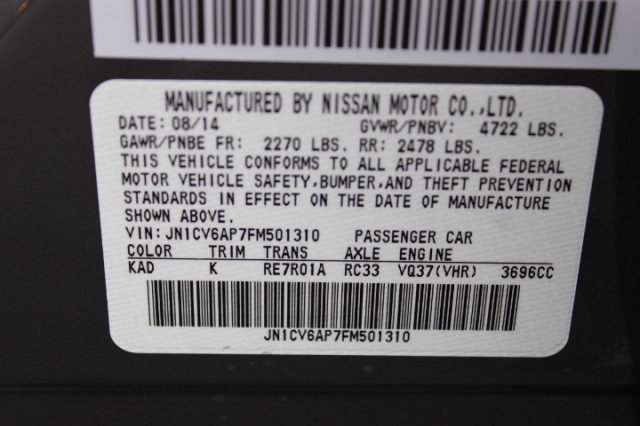 MANUFACTURED BY NISSAN MOTOR CO.,LTD.
DATE: 08/14 GVWR/PNBV: 4722 LBS.
GAWR/PNBE FR: 2270 LBS. RR: 2478 LBS.
THIS VEHICLE CONFORMS TO ALL APPLICABLE FEDERAL
MOTOR VEHICLE SAFETY,BUMPER,AND THEFT PREVENTION
STANDARDS IN EFFECT ON THE DATE OF MANUFACTURE
SHOWN ABOVE.
VIN: JN1CV6AP7FM501310 PASSENGER CAR
COLOR TRIM TRANS AXLE ENGINE
KAD K RE7R01A RC33 VQ37(VHR) 3696CC
JN1CV6AP7FM501310